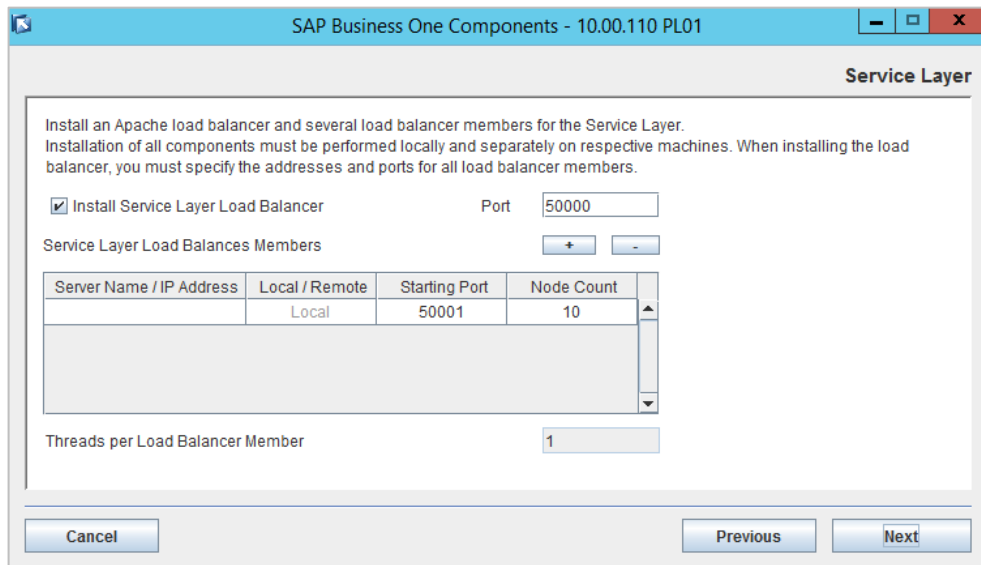 SAP Business One Components - 10.00.110 PL01
Service Layer
Install an Apache load balancer and several load balancer members for the Service Layer.
Installation of all components must be performed locally and separately on respective machines. When installing the load
balancer, you must specify the addresses and ports for all load balancer members.
Install Service Layer Load Balancer Port 50000
Service Layer Load Balances Members + -
Server Name / IP Address Local / Remote Starting Port Node Count
Local 50001 10
Threads per Load Balancer Member 1
Cancel Previous Next